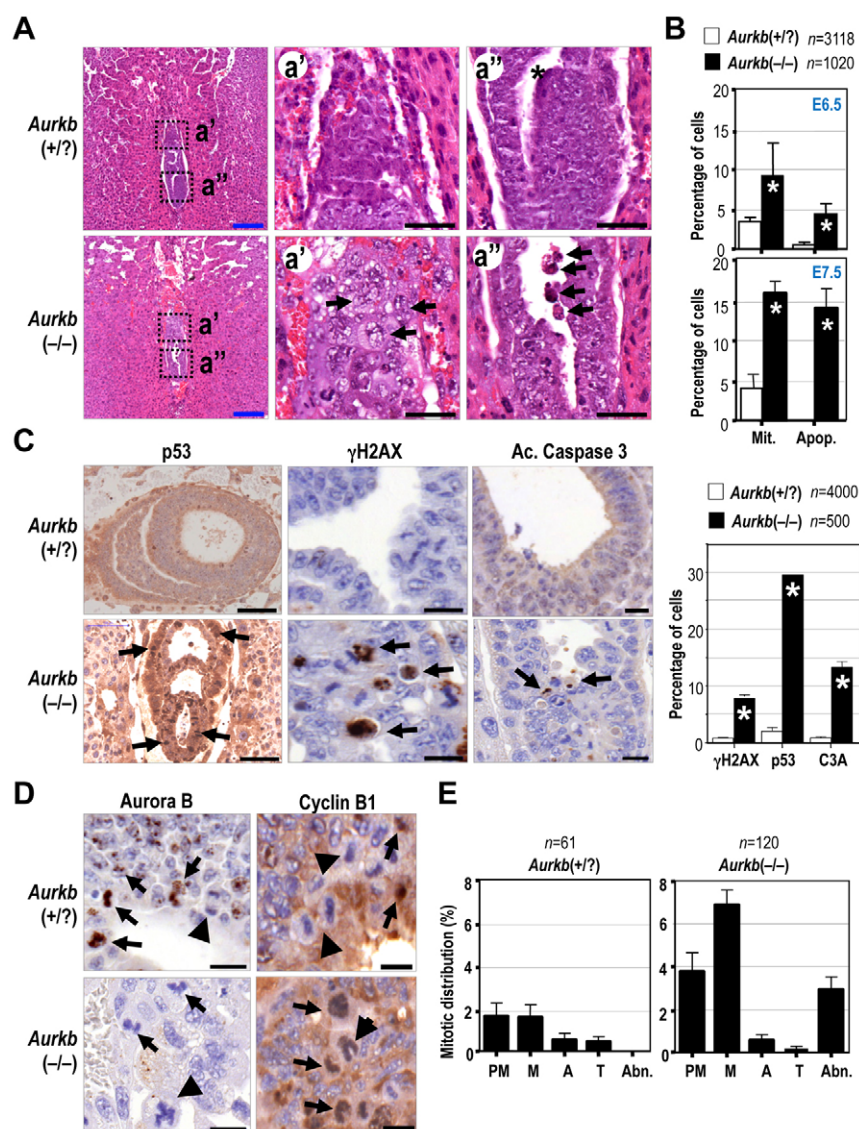 A
Aurkb
(+/?)
a'
a"
a'
a"
*
Aurkb
(–/–)
a'
a"
a'
a"
B
Aurkb(+/?) n=3118
Aurkb(–/–) n=1020
Percentage of cells
20
15
10
5
0
E6.5
*
*
Percentage of cells
20
15
10
5
0
E7.5
*
*
Mit. Apop.
C
p53 γH2AX Ac. Caspase 3
Aurkb
(+/?)
Aurkb
(–/–)
Aurkb(+/?) n=4000
Aurkb(–/–) n=500
Percentage of cells
30
20
10
0
*
*
*
γH2AX p53 C3A
D
Aurora B Cyclin B1
Aurkb
(+/?)
Aurkb
(–/–)
E
n=61
Aurkb(+/?)
n=120
Aurkb(–/–)
Mitotic distribution (%)
8
6
4
2
0
PM M A T Abn.
8
6
4
2
0
PM M A T Abn.